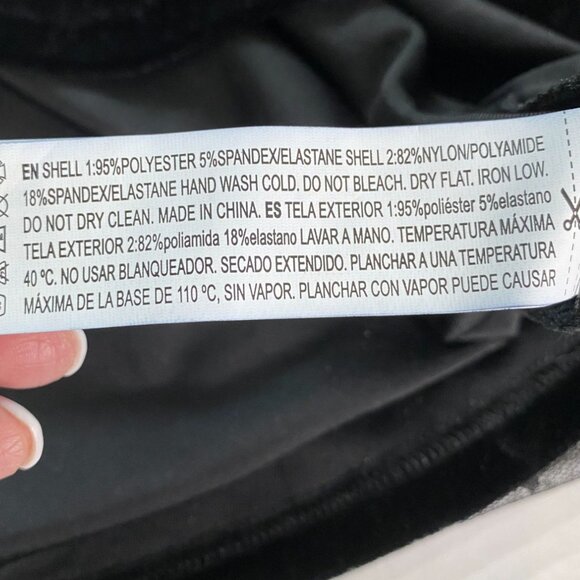 EN SHELL 1:95%POLYESTER 5%SPANDEX/ELASTANE SHELL 2:82%NYLON/POLYAMIDE
18%SPANDEX/ELASTANE HAND WASH COLD. DO NOT BLEACH. DRY FLAT. IRON LOW.
DO NOT DRY CLEAN. MADE IN CHINA. ES TELA EXTERIOR 1:95%poliéster 5%elastano
TELA EXTERIOR 2:82%poliamida 18%elastano LAVAR A MANO. TEMPERATURA MÁXIMA
40 ºC. NO USAR BLANQUEADOR. SECADO EXTENDIDO. PLANCHAR A UNA TEMPERATURA
MÁXIMA DE LA BASE DE 110 ºC, SIN VAPOR. PLANCHAR CON VAPOR PUEDE CAUSAR